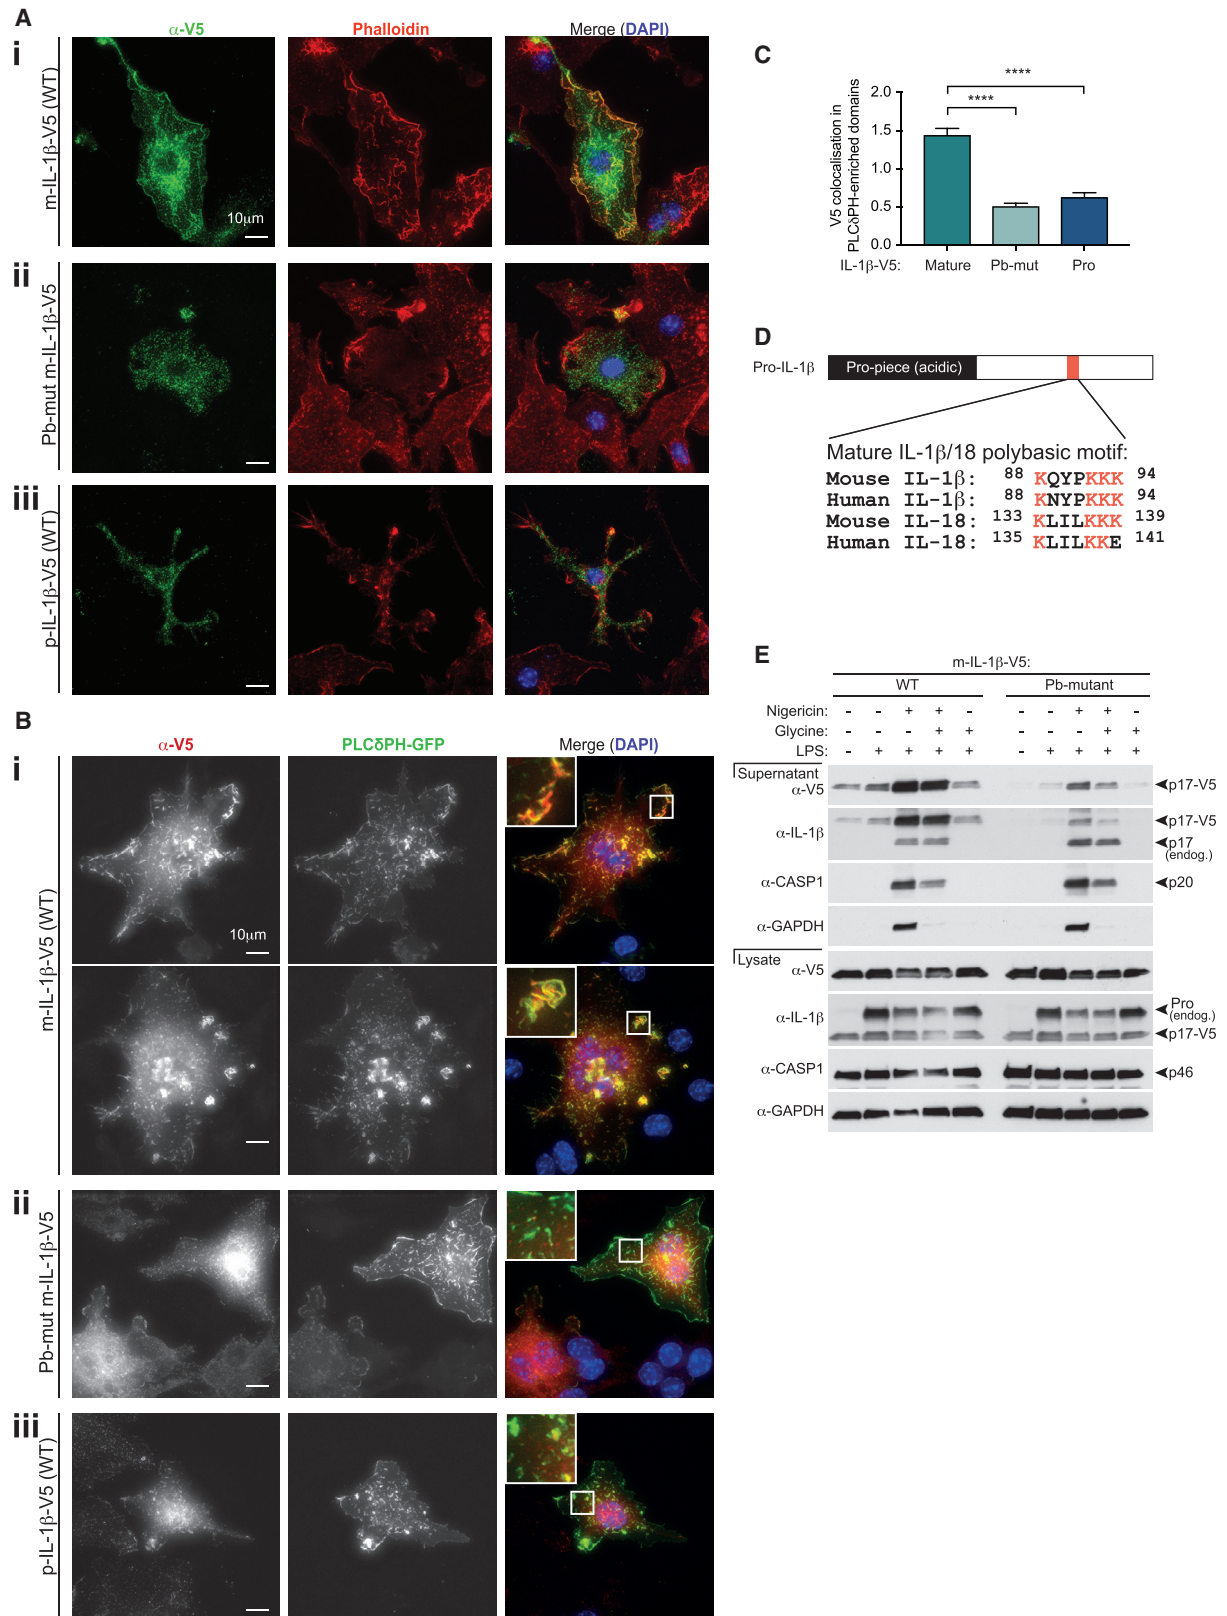 A
α-V5
Phalloidin
Merge (DAPI)
i
m-IL-1β-V5 (WT)
10μm
ii
Pb-mut m-IL-1β-V5
iii
p-IL-1β-V5 (WT)
B
α-V5
PLCδPH-GFP
Merge (DAPI)
i
m-IL-1β-V5 (WT)
10μm
ii
Pb-mut m-IL-1β-V5
iii
p-IL-1β-V5 (WT)
C
V5 colocalisation in
PLCδPH-enriched domains
2.0
1.5
1.0
0.5
0.0
****
****
IL-1β-V5: Mature Pb-mut Pro
D
Pro-IL-1β
Pro-piece (acidic)
Mature IL-1β/18 polybasic motif:
Mouse IL-1β: 88 KQYPKKK 94
Human IL-1β: 88 KNYPKKK 94
Mouse IL-18: 133 KLILKKK 139
Human IL-18: 135 KLILKKE 141
E
m-IL-1β-V5:
WT Pb-mutant
Nigericin: - - + + - - - + + -
Glycine: - - - + + - - - + +
LPS: - + + + + - + + + +
Supernatant
α-V5
p17-V5
α-IL-1β
p17-V5
p17
(endog.)
α-CASP1
p20
α-GAPDH
Lysate
α-V5
α-IL-1β
Pro
(endog.)
p17-V5
α-CASP1
p46
α-GAPDH